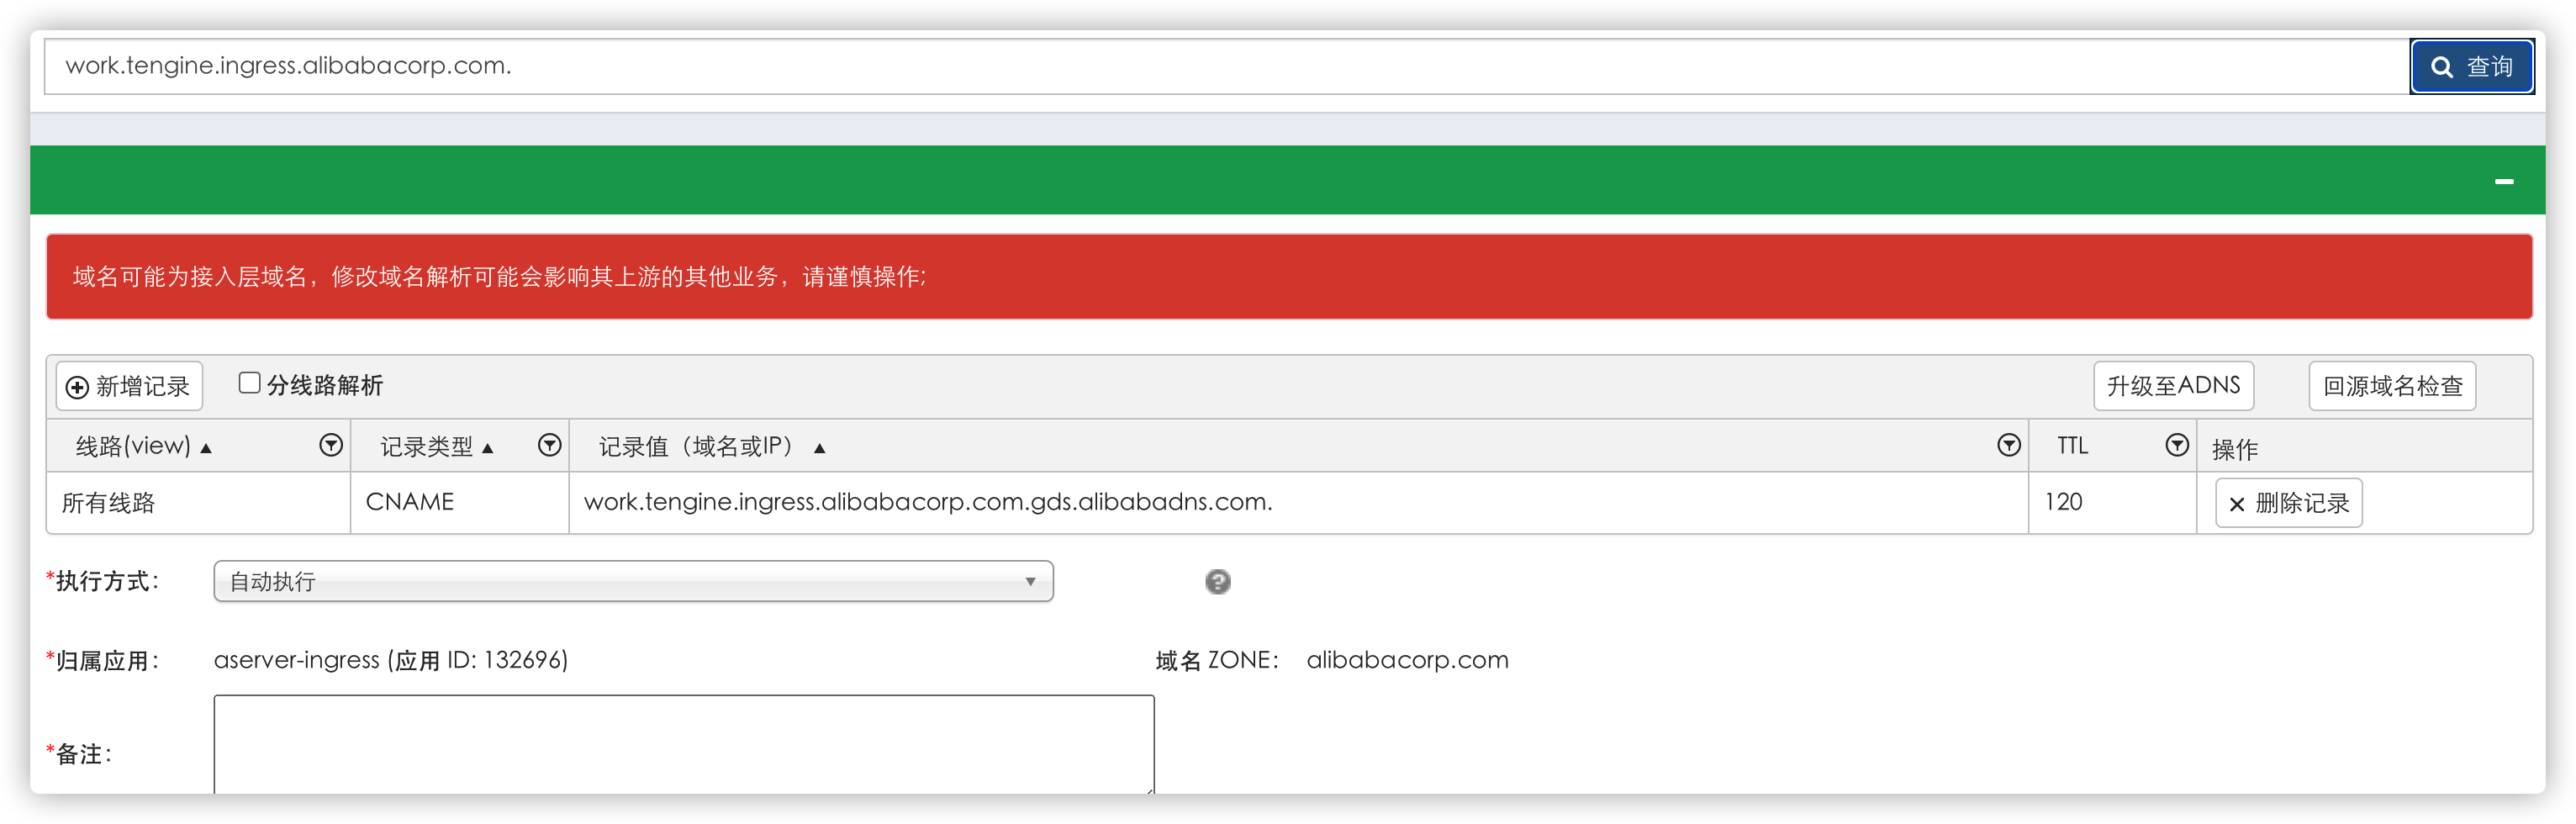 work.tengine.ingress.alibabacorp.com.
查询
域名可能为接入层域名，修改域名解析可能会影响其上游的其他业务，请谨慎操作;
新增记录 分线路解析 升级至ADNS 回源域名检查
线路(view) 记录类型 记录值（域名或IP） TTL 操作
所有线路 CNAME work.tengine.ingress.alibabacorp.com.gds.alibabadns.com. 120 删除记录
*执行方式： 自动执行
*归属应用： aserver-ingress (应用 ID: 132696) 域名 ZONE： alibabacorp.com
*备注：